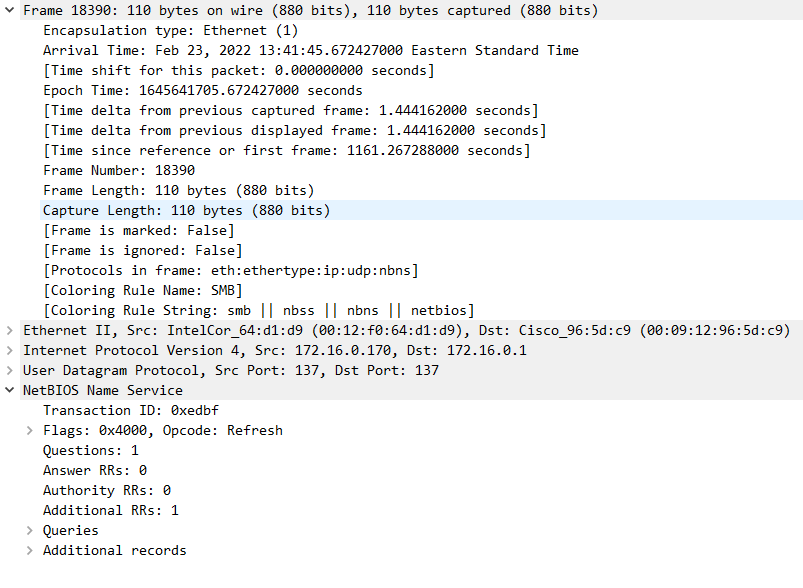 Frame 18390: 110 bytes on wire (880 bits), 110 bytes captured (880 bits)
Encapsulation type: Ethernet (1)
Arrival Time: Feb 23, 2022 13:41:45.672427000 Eastern Standard Time
[Time shift for this packet: 0.000000000 seconds]
Epoch Time: 1645641705.672427000 seconds
[Time delta from previous captured frame: 1.444162000 seconds]
[Time delta from previous displayed frame: 1.444162000 seconds]
[Time since reference or first frame: 1161.267288000 seconds]
Frame Number: 18390
Frame Length: 110 bytes (880 bits)
Capture Length: 110 bytes (880 bits)
[Frame is marked: False]
[Frame is ignored: False]
[Protocols in frame: eth:ethertype:ip:udp:nbns]
[Coloring Rule Name: SMB]
[Coloring Rule String: smb || nbss || nbns || netbios]
Ethernet II, Src: IntelCor_64:d1:d9 (00:12:f0:64:d1:d9), Dst: Cisco_96:5d:c9 (00:09:12:96:5d:c9)
Internet Protocol Version 4, Src: 172.16.0.170, Dst: 172.16.0.1
User Datagram Protocol, Src Port: 137, Dst Port: 137
NetBIOS Name Service
Transaction ID: 0xedbf
Flags: 0x4000, Opcode: Refresh
Questions: 1
Answer RRs: 0
Authority RRs: 0
Additional RRs: 1
Queries
Additional records